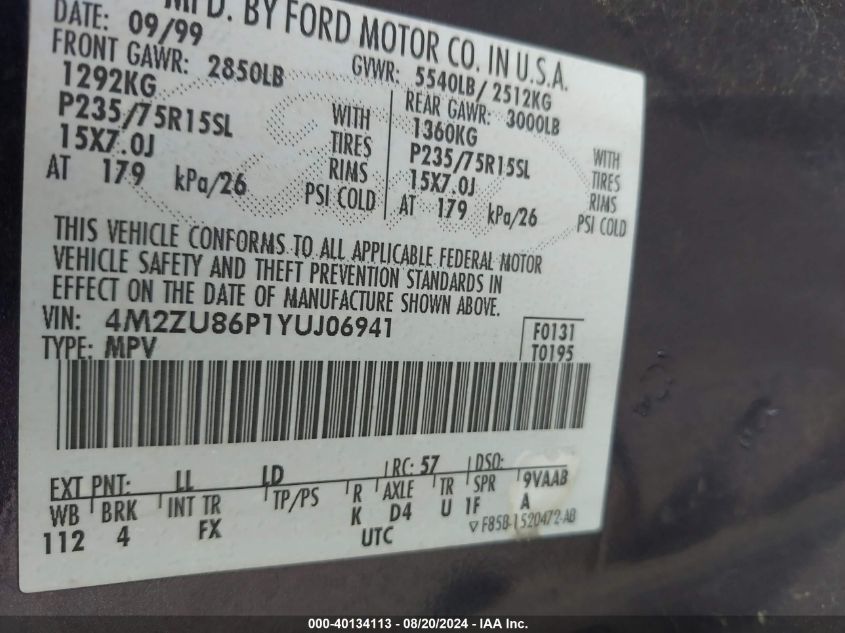 MFD. BY FORD MOTOR CO. IN U.S.A.
DATE: 09/99
GVWR: 5540LB/ 2512KG
FRONT GAWR: 2850LB
1292KG WITH
P235/75R15SL TIRES
15X7.0J RIMS
AT 179 kPa/26 PSI COLD
REAR GAWR: 3000LB
1360KG WITH
P235/75R15SL TIRES
15X7.0J RIMS
AT 179 kPa/26 PSI COLD
THIS VEHICLE CONFORMS TO ALL APPLICABLE FEDERAL MOTOR
VEHICLE SAFETY AND THEFT PREVENTION STANDARDS IN
EFFECT ON THE DATE OF MANUFACTURE SHOWN ABOVE.
VIN: 4M2ZU86P1YUJ06941
TYPE: MPV
F0131
T0195
EXT PNT: LL LD RC: 57 DSO:
WB BRK INT TR TP/PS R AXLE TR SPR 9VAAB
112 4 FX K D4 U 1F A
UTC ▽F85B-1520472-AB
000-40134113 - 08/20/2024 - IAA Inc.